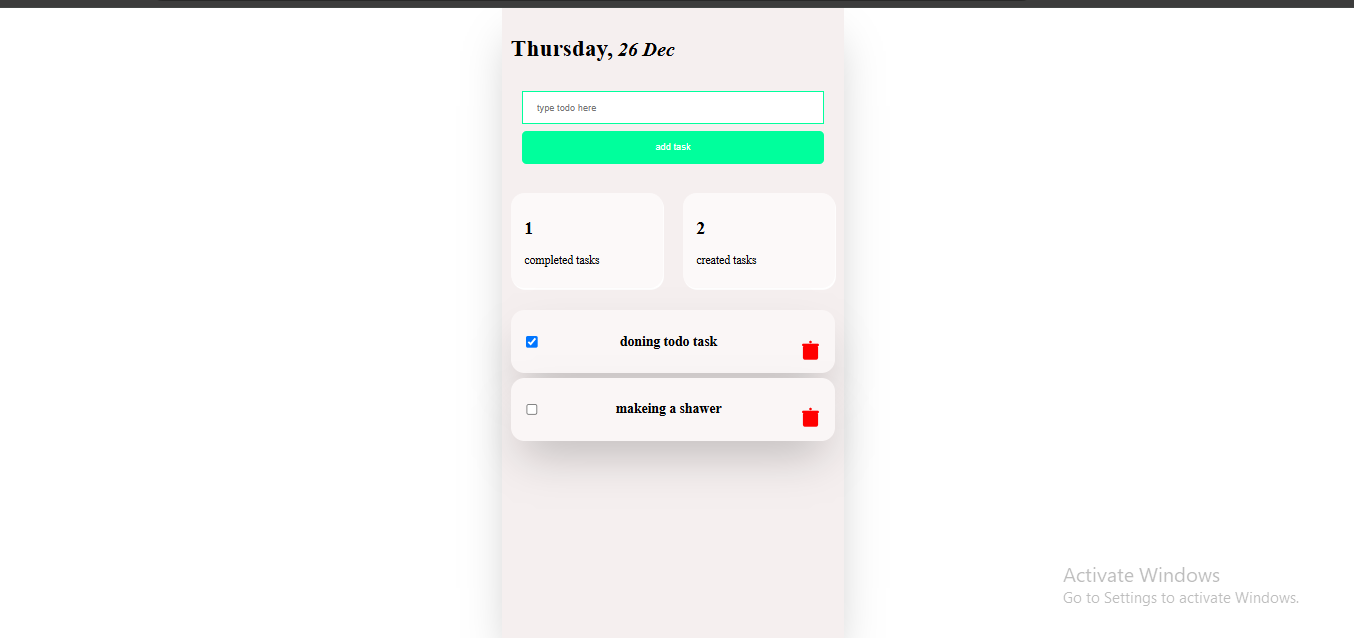 Thursday, 26 Dec
type todo here
add task
1
completed tasks
2
created tasks
doning todo task
makeing a shawer
Activate Windows
Go to Settings to activate Windows.